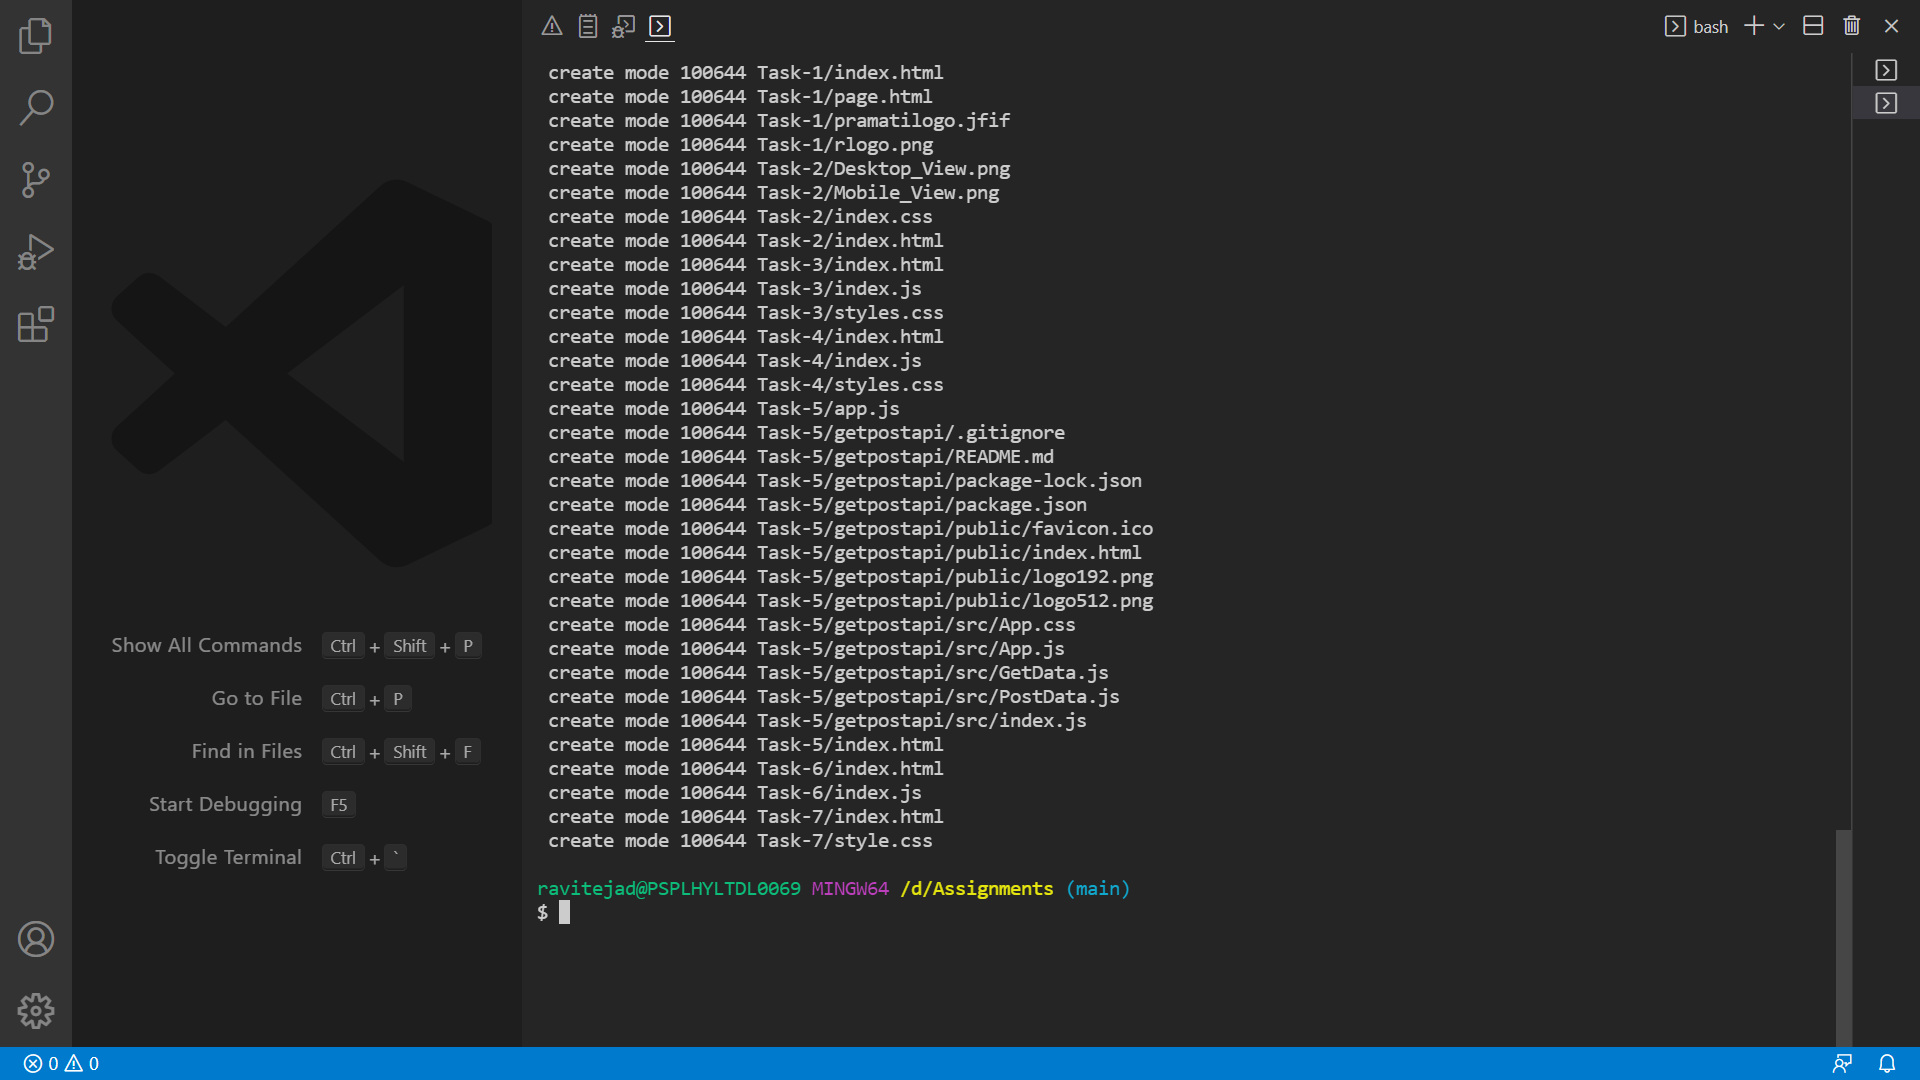 bash
create mode 100644 Task-1/index.html
create mode 100644 Task-1/page.html
create mode 100644 Task-1/pramatilogo.jfif
create mode 100644 Task-1/rlogo.png
create mode 100644 Task-2/Desktop_View.png
create mode 100644 Task-2/Mobile_View.png
create mode 100644 Task-2/index.css
create mode 100644 Task-2/index.html
create mode 100644 Task-3/index.html
create mode 100644 Task-3/index.js
create mode 100644 Task-3/styles.css
create mode 100644 Task-4/index.html
create mode 100644 Task-4/index.js
create mode 100644 Task-4/styles.css
create mode 100644 Task-5/app.js
create mode 100644 Task-5/getpostapi/.gitignore
create mode 100644 Task-5/getpostapi/README.md
create mode 100644 Task-5/getpostapi/package-lock.json
create mode 100644 Task-5/getpostapi/package.json
create mode 100644 Task-5/getpostapi/public/favicon.ico
create mode 100644 Task-5/getpostapi/public/index.html
create mode 100644 Task-5/getpostapi/public/logo192.png
create mode 100644 Task-5/getpostapi/public/logo512.png
create mode 100644 Task-5/getpostapi/src/App.css
create mode 100644 Task-5/getpostapi/src/App.js
create mode 100644 Task-5/getpostapi/src/GetData.js
create mode 100644 Task-5/getpostapi/src/PostData.js
create mode 100644 Task-5/getpostapi/src/index.js
create mode 100644 Task-5/index.html
create mode 100644 Task-6/index.html
create mode 100644 Task-6/index.js
create mode 100644 Task-7/index.html
create mode 100644 Task-7/style.css
ravitejad@PSPLHYLTDL0069 MINGW64 /d/Assignments (main)
$
Show All Commands Ctrl + Shift + P
Go to File Ctrl + P
Find in Files Ctrl + Shift + F
Start Debugging F5
Toggle Terminal Ctrl + `
0 0